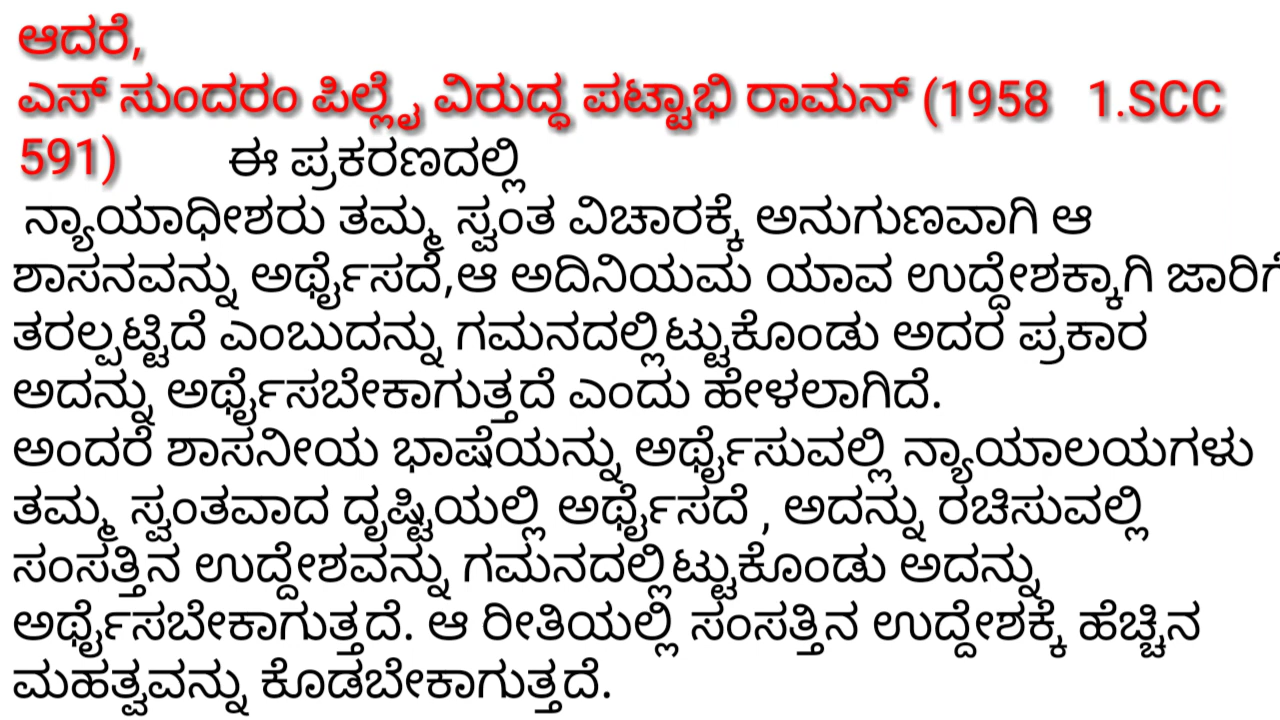 ಆದರೆ,
ಎಸ್ ಸುಂದರಂ ಪಿಲ್ಲೈ ವಿರುದ್ಧ ಪಟ್ಟಾಭಿ ರಾಮನ್ (1958 1.SCC
591) ಈ ಪ್ರಕರಣದಲ್ಲಿ
ನ್ಯಾಯಾಧೀಶರು ತಮ್ಮ ಸ್ವಂತ ವಿಚಾರಕ್ಕೆ ಅನುಗುಣವಾಗಿ ಆ
ಶಾಸನವನ್ನು ಅರ್ಥೈಸದೆ,ಆ ಅದಿನಿಯಮ ಯಾವ ಉದ್ದೇಶಕ್ಕಾಗಿ ಜಾರಿಗೆ
ತರಲ್ಪಟ್ಟಿದೆ ಎಂಬುದನ್ನು ಗಮನದಲ್ಲಿಟ್ಟುಕೊಂಡು ಅದರ ಪ್ರಕಾರ
ಅದನ್ನು ಅರ್ಥೈಸಬೇಕಾಗುತ್ತದೆ ಎಂದು ಹೇಳಲಾಗಿದೆ.
ಅಂದರೆ ಶಾಸನೀಯ ಭಾಷೆಯನ್ನು ಅರ್ಥೈಸುವಲ್ಲಿ ನ್ಯಾಯಾಲಯಗಳು
ತಮ್ಮ ಸ್ವಂತವಾದ ದೃಷ್ಟಿಯಲ್ಲಿ ಅರ್ಥೈಸದೆ , ಅದನ್ನು ರಚಿಸುವಲ್ಲಿ
ಸಂಸತ್ತಿನ ಉದ್ದೇಶವನ್ನು ಗಮನದಲ್ಲಿಟ್ಟುಕೊಂಡು ಅದನ್ನು
ಅರ್ಥೈಸಬೇಕಾಗುತ್ತದೆ. ಆ ರೀತಿಯಲ್ಲಿ ಸಂಸತ್ತಿನ ಉದ್ದೇಶಕ್ಕೆ ಹೆಚ್ಚಿನ
ಮಹತ್ವವನ್ನು ಕೊಡಬೇಕಾಗುತ್ತದೆ.